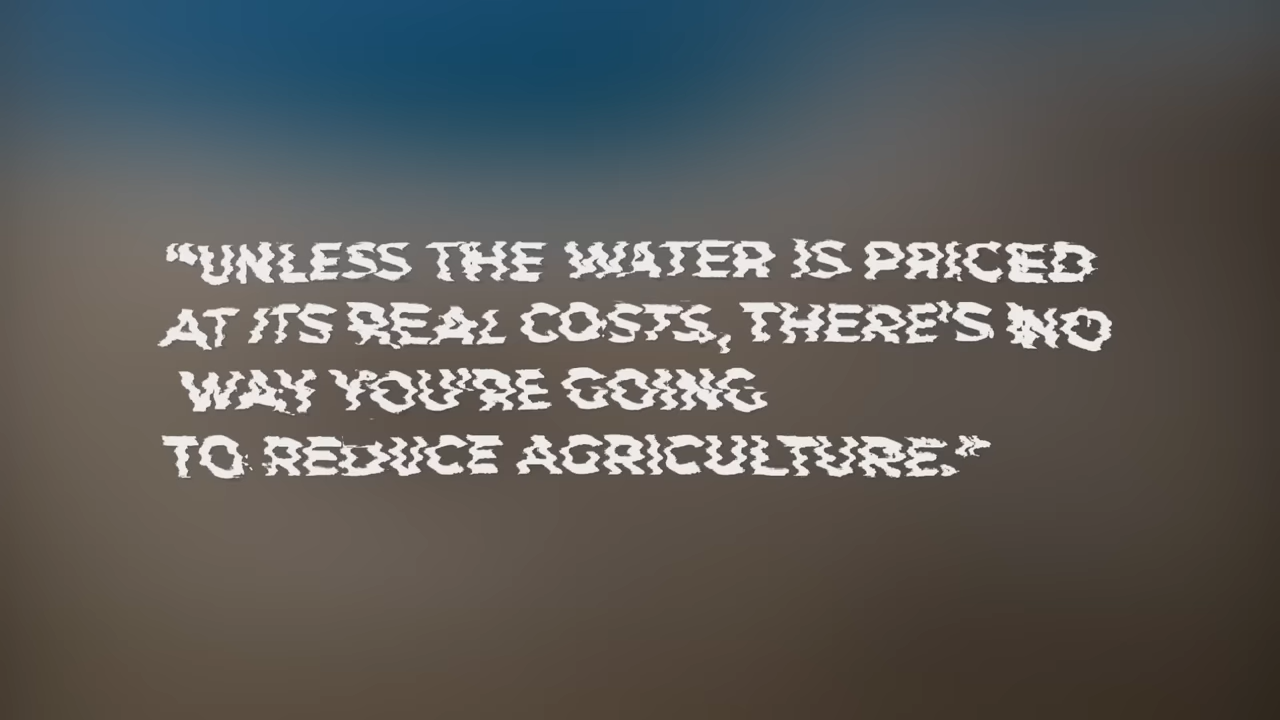 “UNLESS THE WATER IS PRICED
AT ITS REAL COSTS, THERE’S NO
WAY YOU’RE GOING
TO REDUCE AGRICULTURE.”